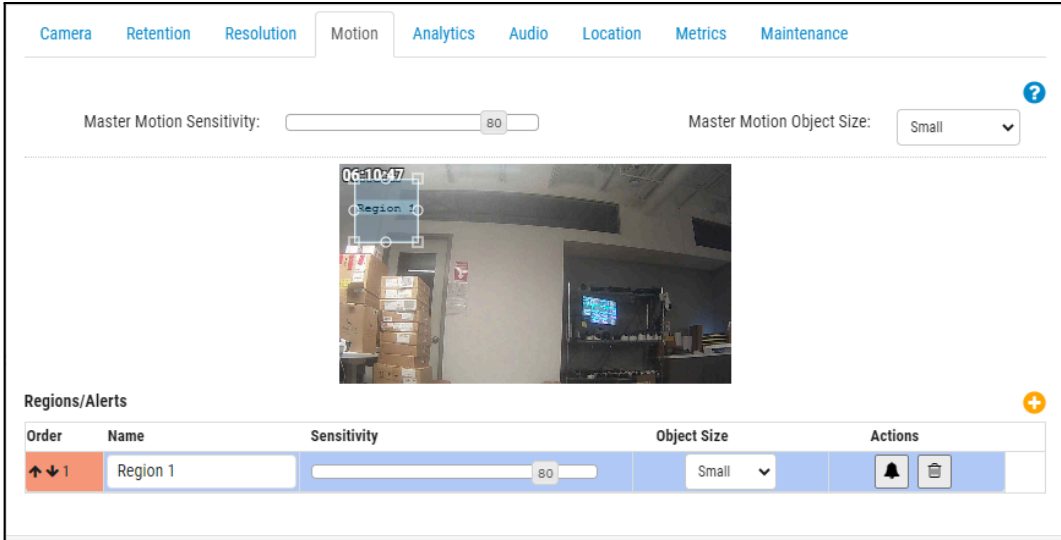 Camera Retention Resolution Motion Analytics Audio Location Metrics Maintenance
?
Master Motion Sensitivity: 80 Master Motion Object Size: Small
06:10:47
Region 1
Regions/Alerts
Order Name Sensitivity Object Size Actions
1 Region 1 80 Small